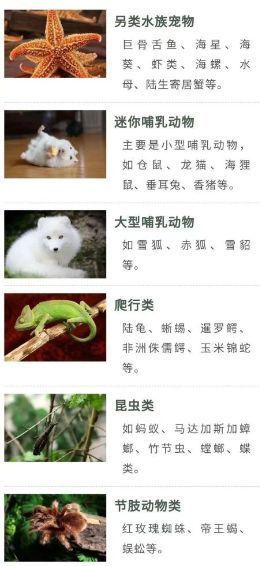 另类水族宠物
巨骨舌鱼、海星、海
葵、虾类、海螺、水
母、陆生寄居蟹等。
迷你哺乳动物
主要是小型哺乳动物，
如仓鼠、龙猫、海狸
鼠、垂耳兔、香猪等。
大型哺乳动物
如雪狐、赤狐、雪貂
等。
爬行类
陆龟、蜥蜴、暹罗鳄、
非洲侏儒鳄、玉米锦蛇
等。
昆虫类
如蚂蚁、马达加斯加蟑
螂、竹节虫、螳螂、蝶
类。
节肢动物类
红玫瑰蜘蛛、帝王蝎、
蜈蚣等。